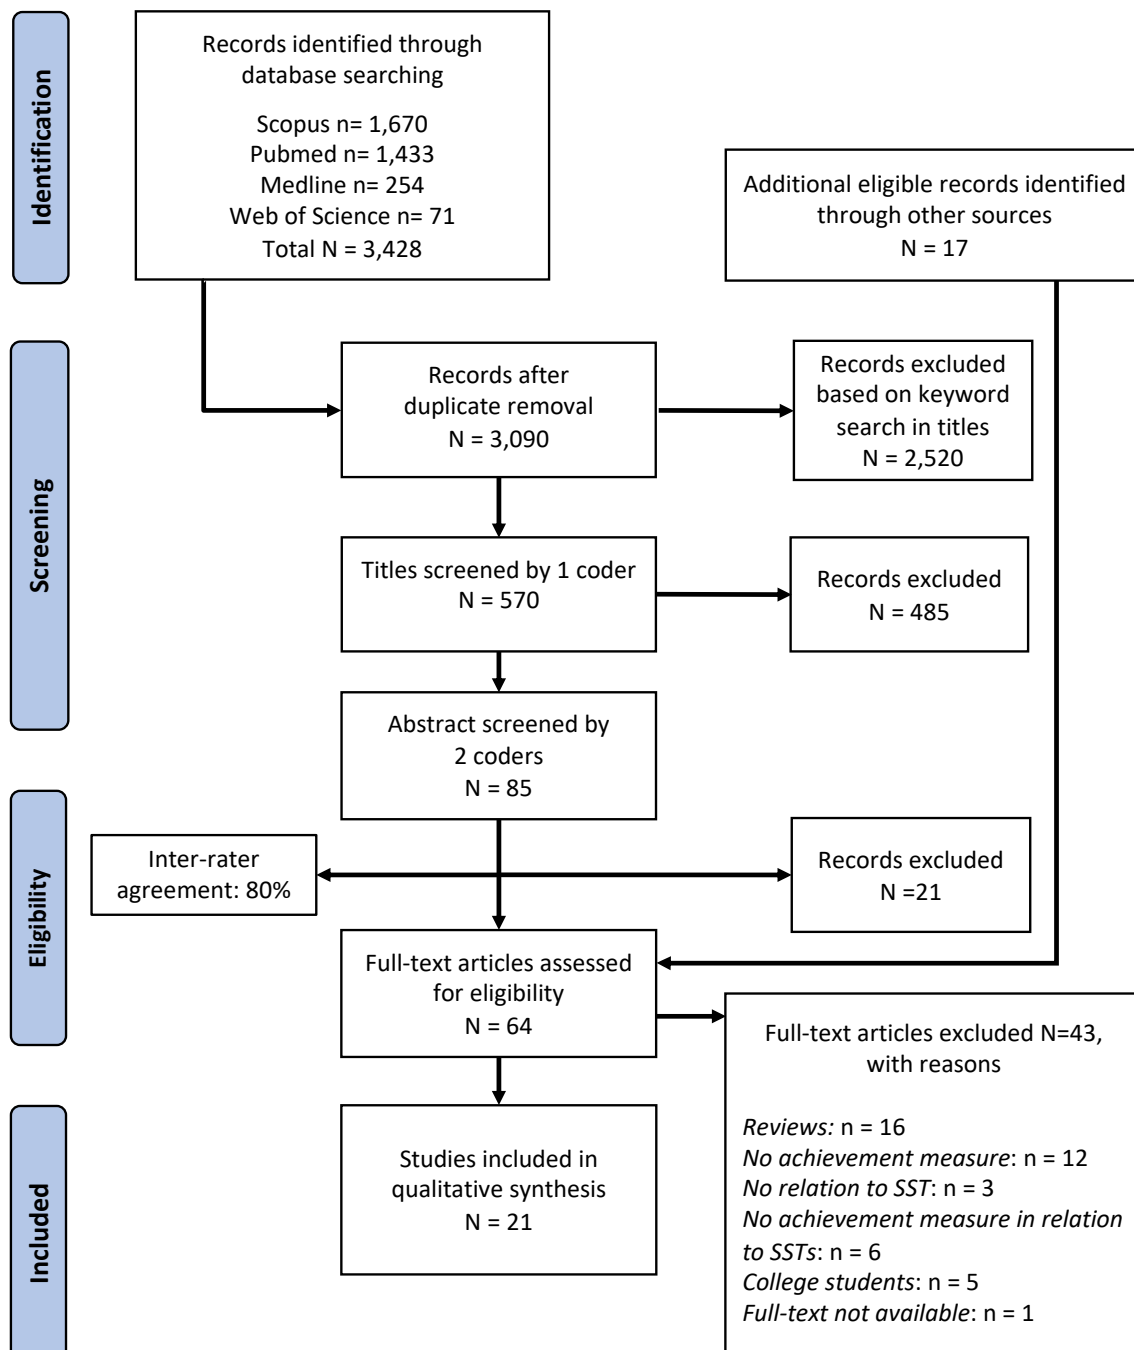 Identification
Records identified through
database searching
Scopus n= 1,670
Pubmed n= 1,433
Medline n= 254
Web of Science n= 71
Total N = 3,428
Additional eligible records identified
through other sources
N = 17
Screening
Records after
duplicate removal
N = 3,090
Records excluded
based on keyword
search in titles
N = 2,520
Titles screened by 1 coder
N = 570
Records excluded
N = 485
Abstract screened by
2 coders
N = 85
Eligibility
Inter-rater
agreement: 80%
Records excluded
N =21
Full-text articles assessed
for eligibility
N = 64
Full-text articles excluded N=43,
with reasons
Reviews: n = 16
No achievement measure: n = 12
No relation to SST: n = 3
No achievement measure in relation
to SSTs: n = 6
College students: n = 5
Full-text not available: n = 1
Included
Studies included in
qualitative synthesis
N = 21